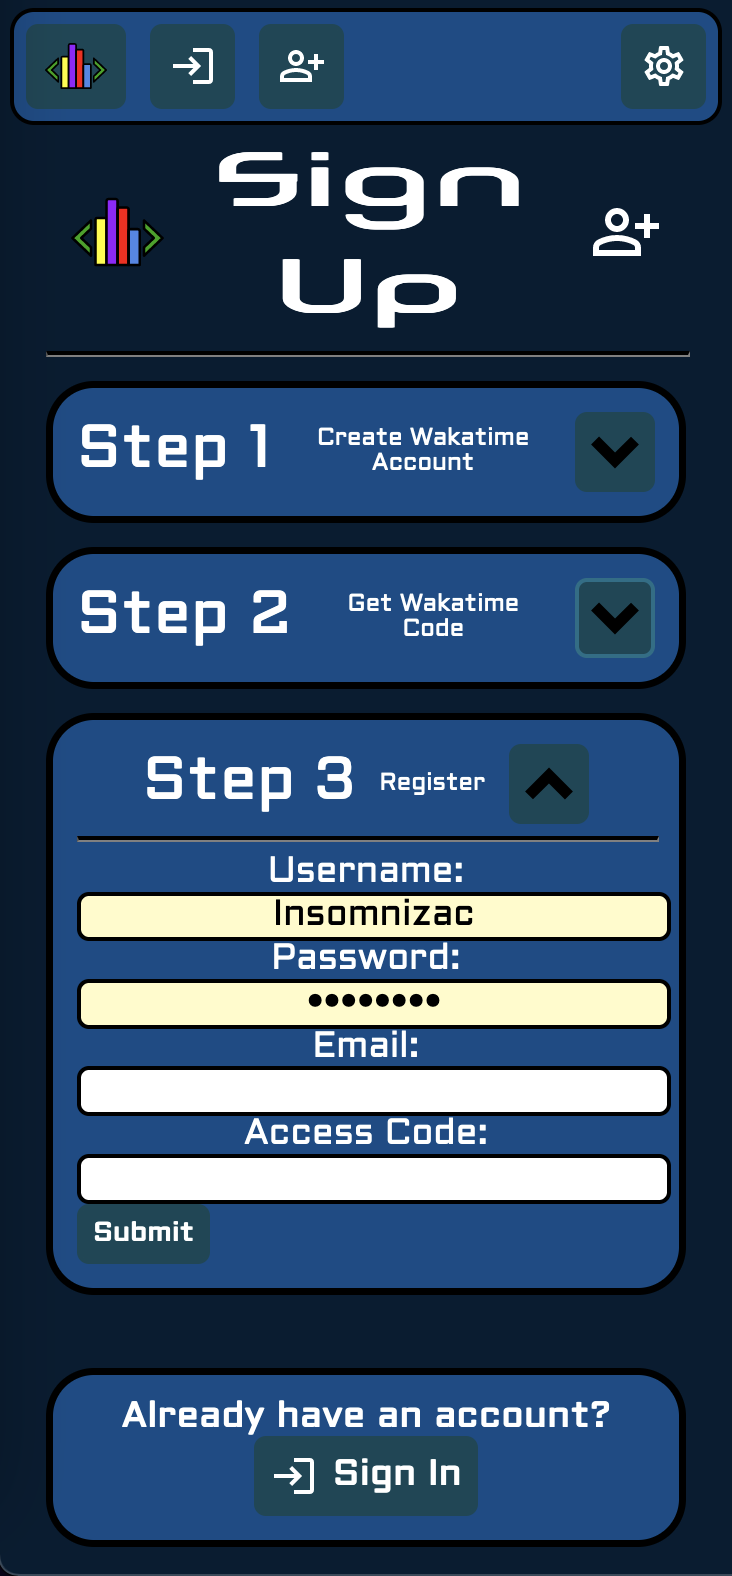 Sign
Up
Step 1
Create Wakatime
Account
Step 2
Get Wakatime
Code
Step 3
Register
Username:
Insomnizac
Password:
••••••••
Email:
Access Code:
Submit
Already have an account?
Sign In